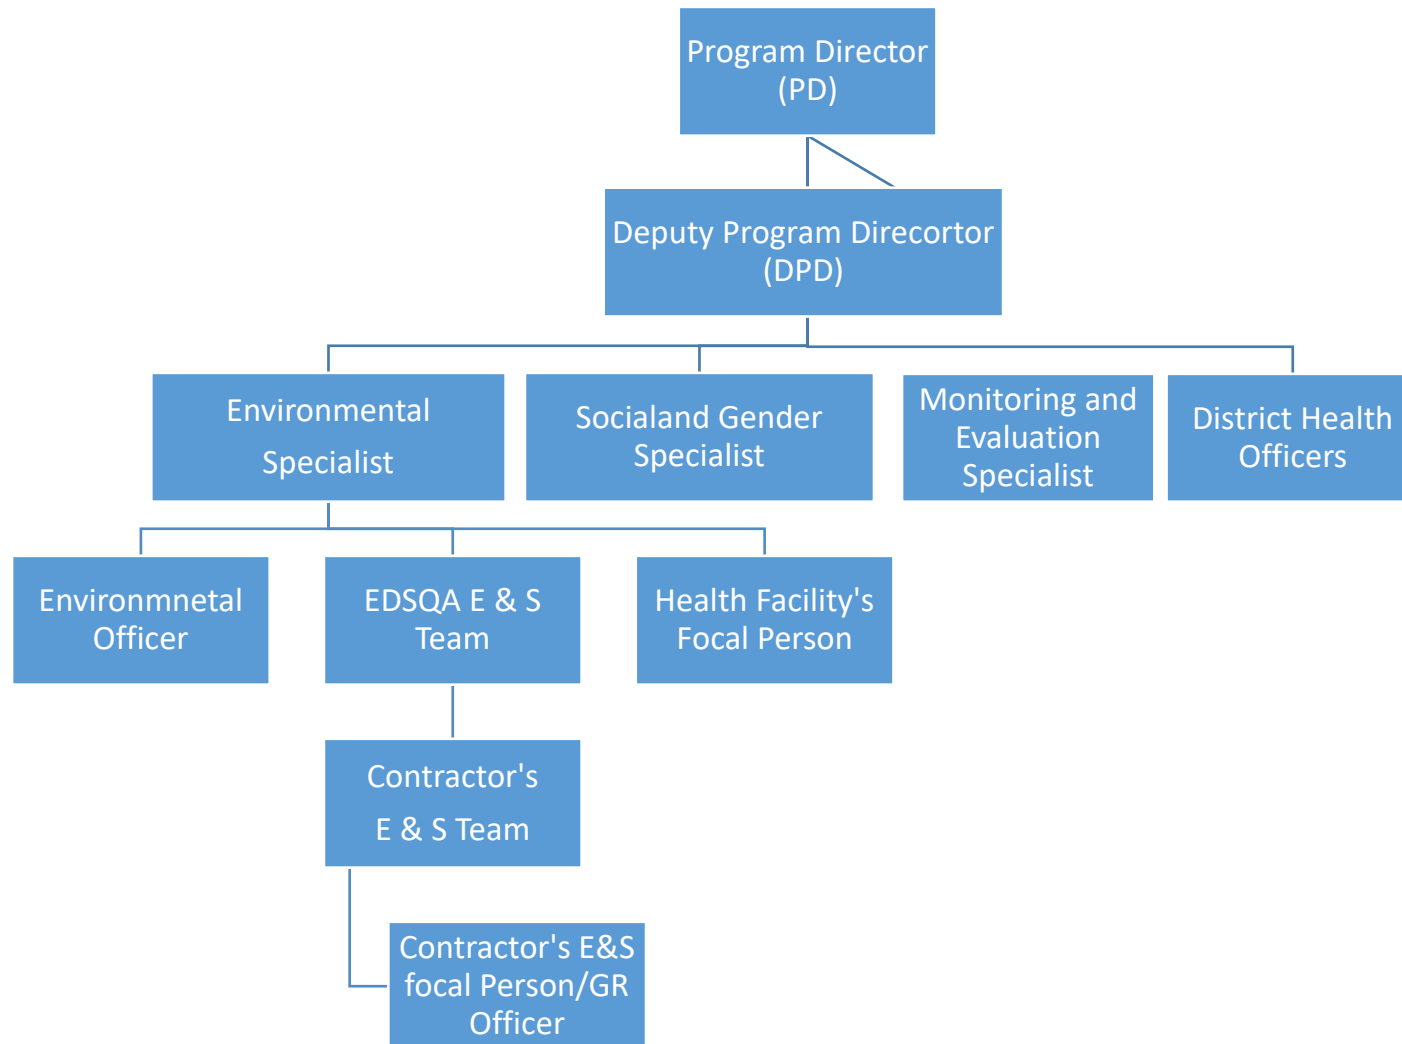 Program Director
(PD)
Deputy Program Direcortor
(DPD)
Environmental
Specialist
Socialand Gender
Specialist
Monitoring and
Evaluation
Specialist
District Health
Officers
Environmnetal
Officer
EDSQA E & S
Team
Health Facility's
Focal Person
Contractor's
E & S Team
Contractor's E&S
focal Person/GR
Officer